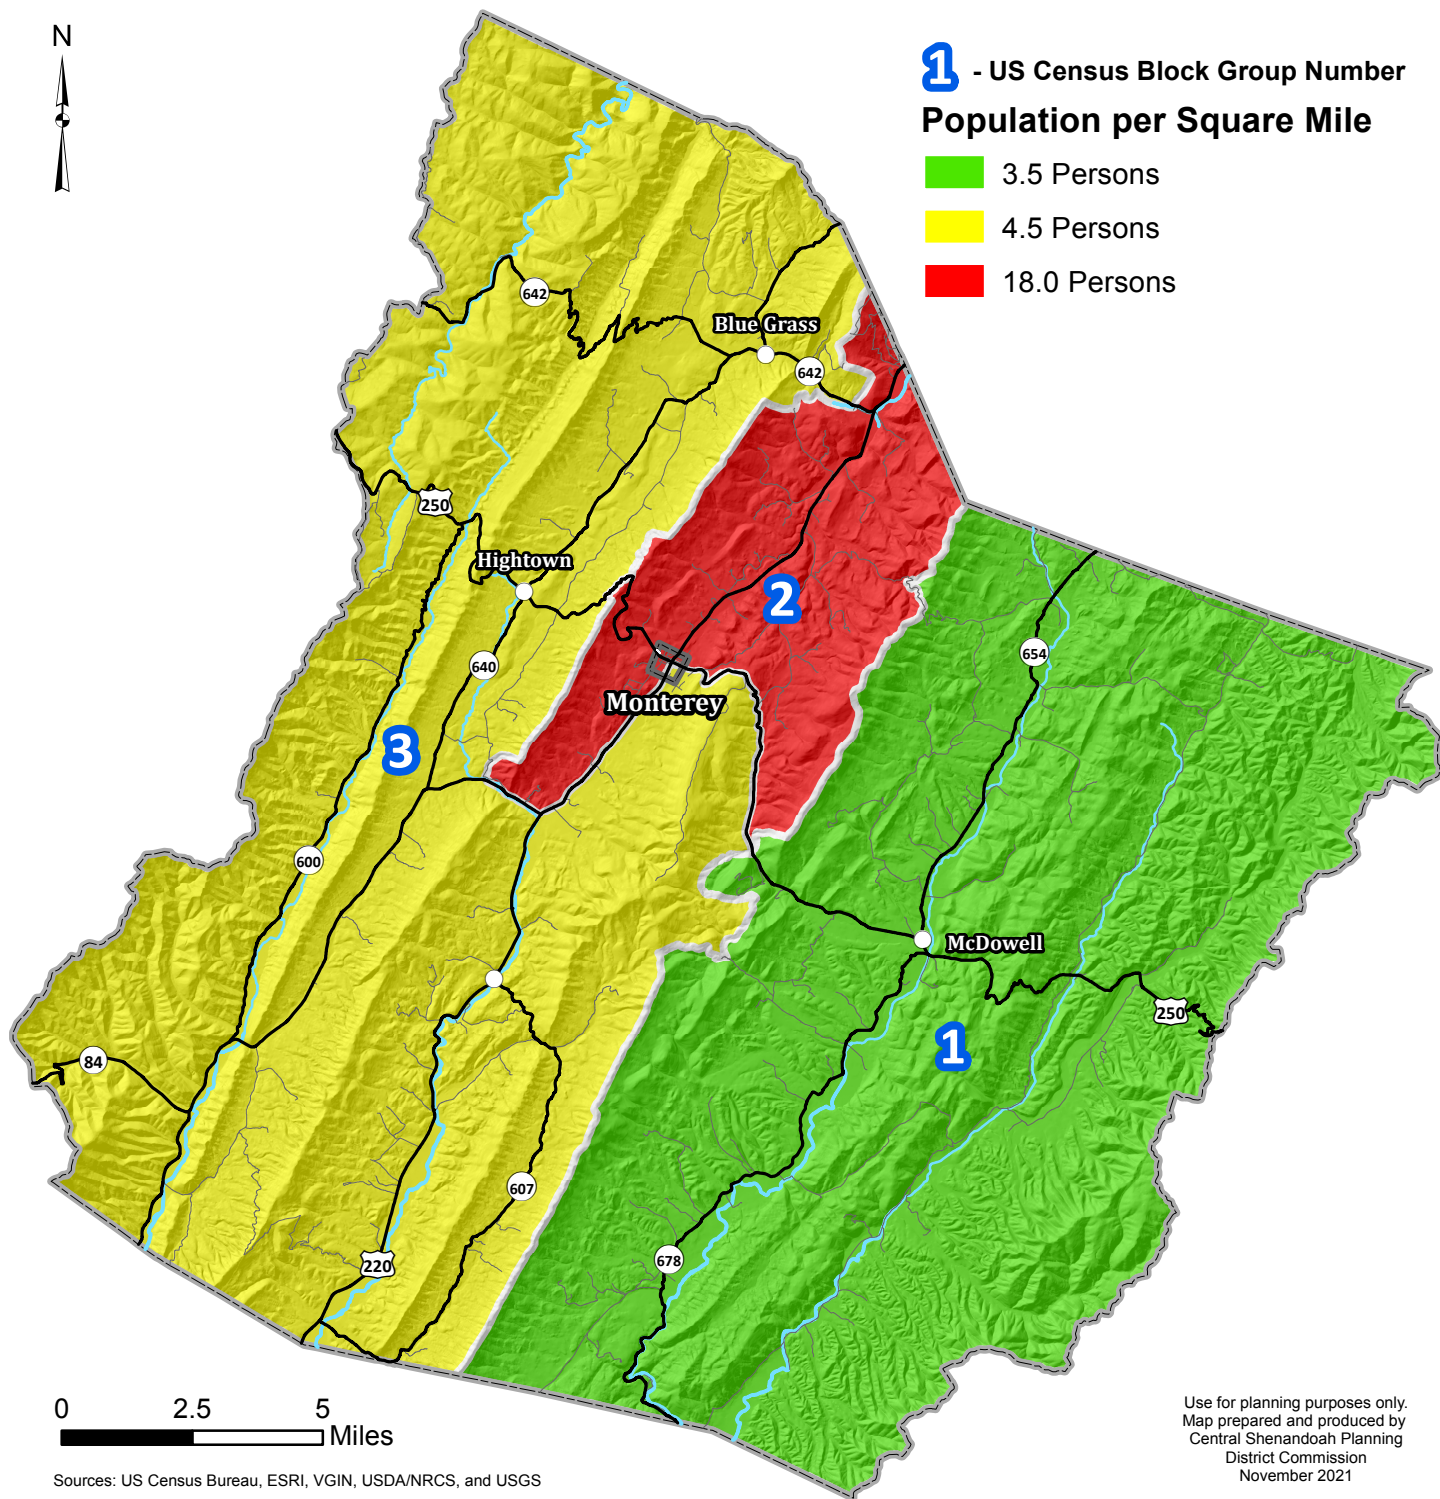 N
1 - US Census Block Group Number
Population per Square Mile
3.5 Persons
4.5 Persons
18.0 Persons
642
Blue Grass
642
250
Hightown
2
654
640
Monterey
3
600
McDowell
250
1
84
607
678
220
0 2.5 5
Miles
Sources: US Census Bureau, ESRI, VGIN, USDA/NRCS, and USGS
Use for planning purposes only.
Map prepared and produced by
Central Shenandoah Planning
District Commission
November 2021